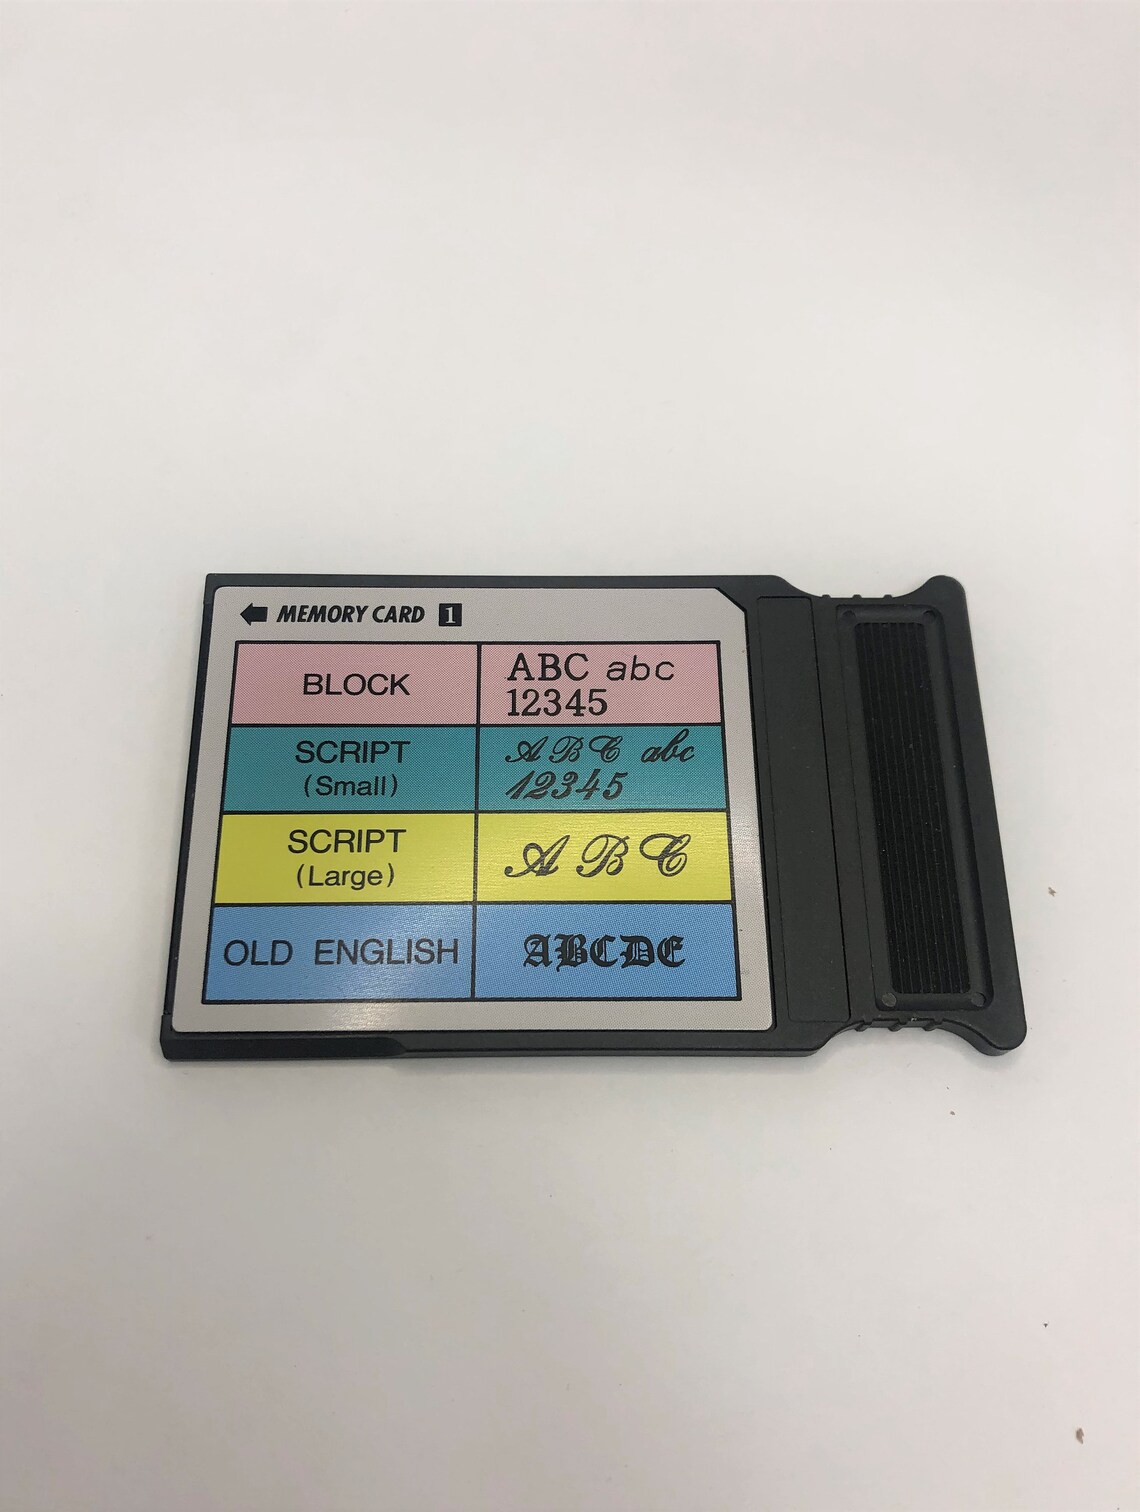 MEMORY CARD 1
BLOCK
ABC abc
12345
SCRIPT
(Small)
ABC abc
12345
SCRIPT
(Large)
ABC
OLD ENGLISH
ABCDE